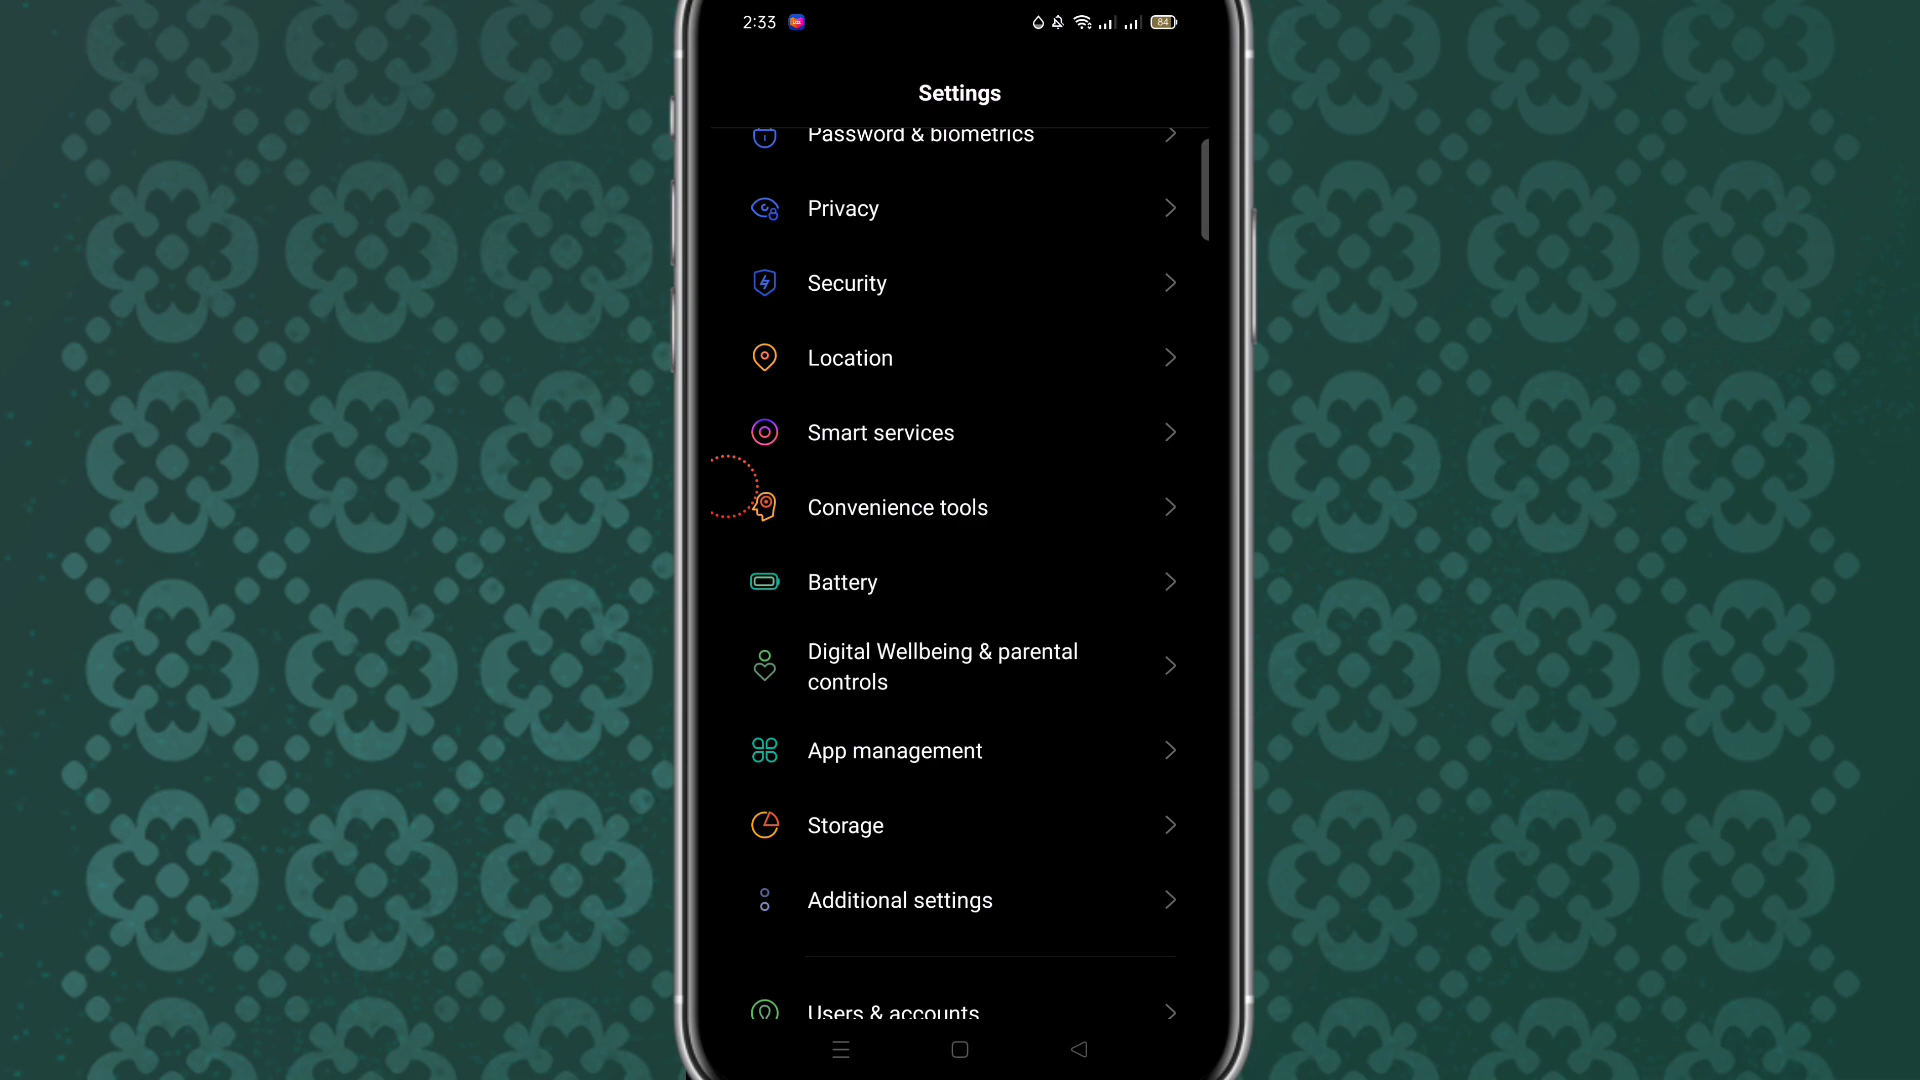 2:33
84
Settings
Password & biometrics
Privacy
Security
Location
Smart services
Convenience tools
Battery
Digital Wellbeing & parental
controls
App management
Storage
Additional settings
Users & accounts